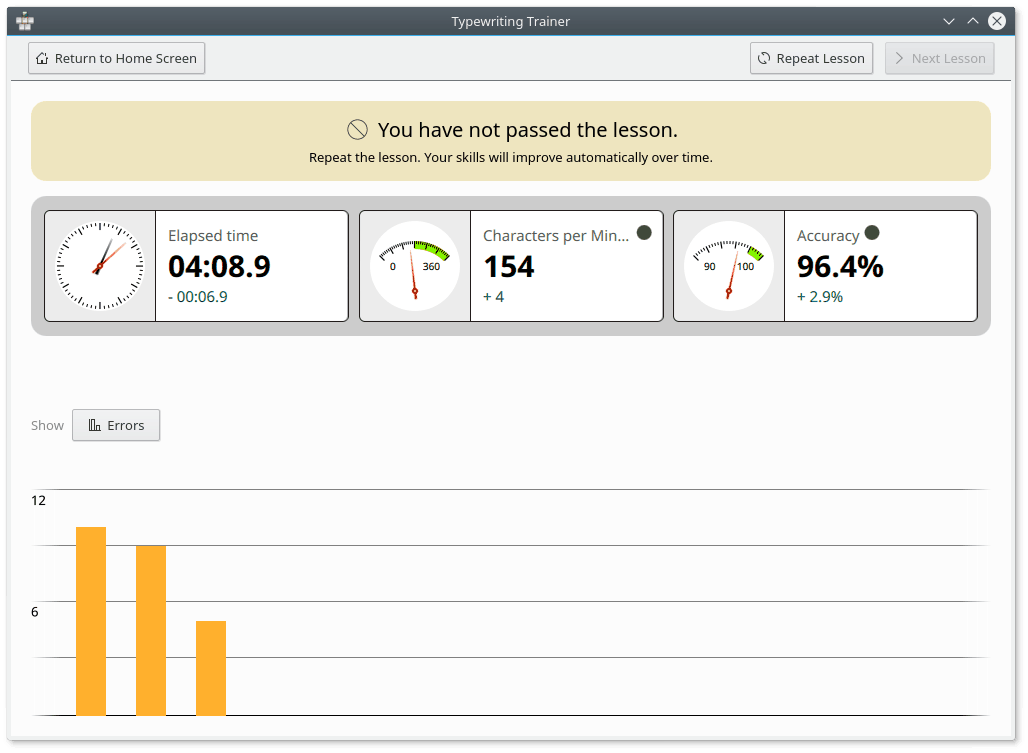 Typewriting Trainer
Return to Home Screen
Repeat Lesson
Next Lesson
You have not passed the lesson.
Repeat the lesson. Your skills will improve automatically over time.
Elapsed time
04:08.9
- 00:06.9
0 360
Characters per Min...
154
+ 4
90 100
Accuracy
96.4%
+ 2.9%
Show
Errors
12
6